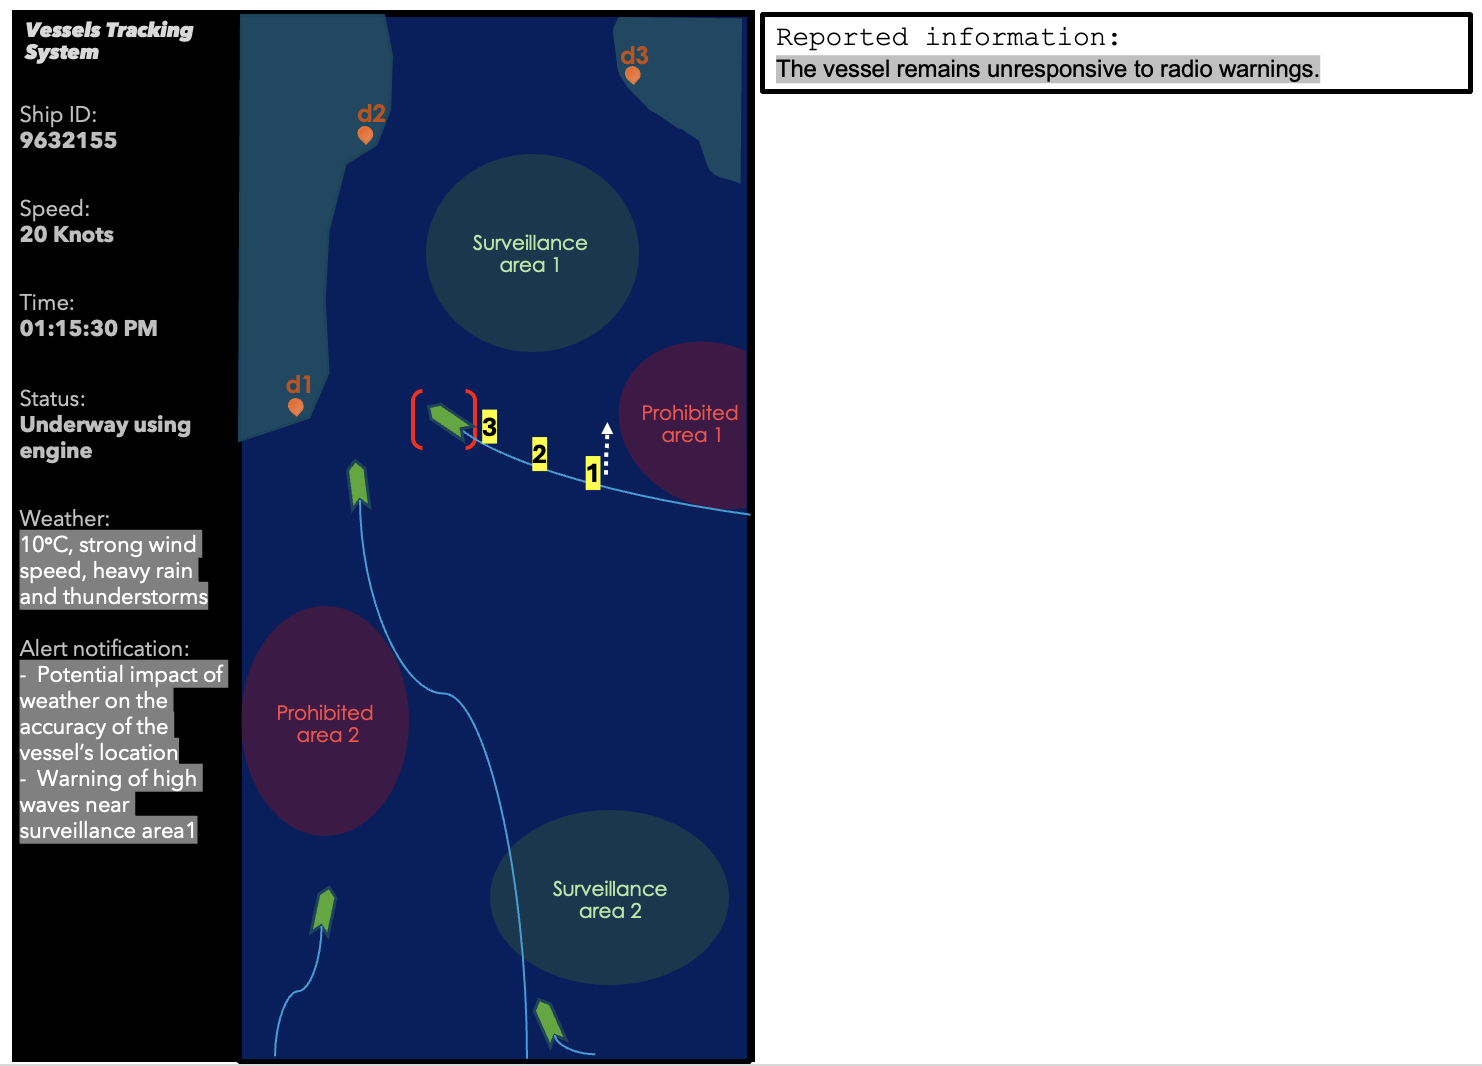 Vessels Tracking
System
Ship ID:
9632155
Speed:
20 Knots
Time:
01:15:30 PM
Status:
Underway using
engine
Weather:
10°C, strong wind
speed, heavy rain
and thunderstorms
Alert notification:
- Potential impact of
weather on the
accuracy of the
vessel's location
- Warning of high
waves near
surveillance area1
d3
d2
Surveillance
area 1
d1
Prohibited
area 1
3
2
1
Prohibited
area 2
Surveillance
area 2
Reported information:
The vessel remains unresponsive to radio warnings.